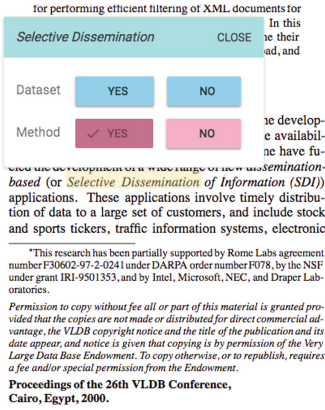 for performing efficient filtering of XML documents for
In this
Selective Dissemination CLOSE
Dataset YES NO
Method ✓ YES NO
the develop-
e availabil-
me have fu-
eled the development of a wide range of new dissemination-
based (or Selective Dissemination of Information (SDI))
applications. These applications involve timely distribu-
tion of data to a large set of customers, and include stock
and sports tickers, traffic information systems, electronic
*This research has been partially supported by Rome Labs agreement
number F30602-97-2-0241 under DARPA order number F078, by the NSF
under grant IRI-9501353, and by Intel, Microsoft, NEC, and Draper Lab-
oratories.
Permission to copy without fee all or part of this material is granted pro-
vided that the copies are not made or distributed for direct commercial ad-
vantage, the VLDB copyright notice and the title of the publication and its
date appear, and notice is given that copying is by permission of the Very
Large Data Base Endowment. To copy otherwise, or to republish, requires
a fee and/or special permission from the Endowment.
Proceedings of the 26th VLDB Conference,
Cairo, Egypt, 2000.